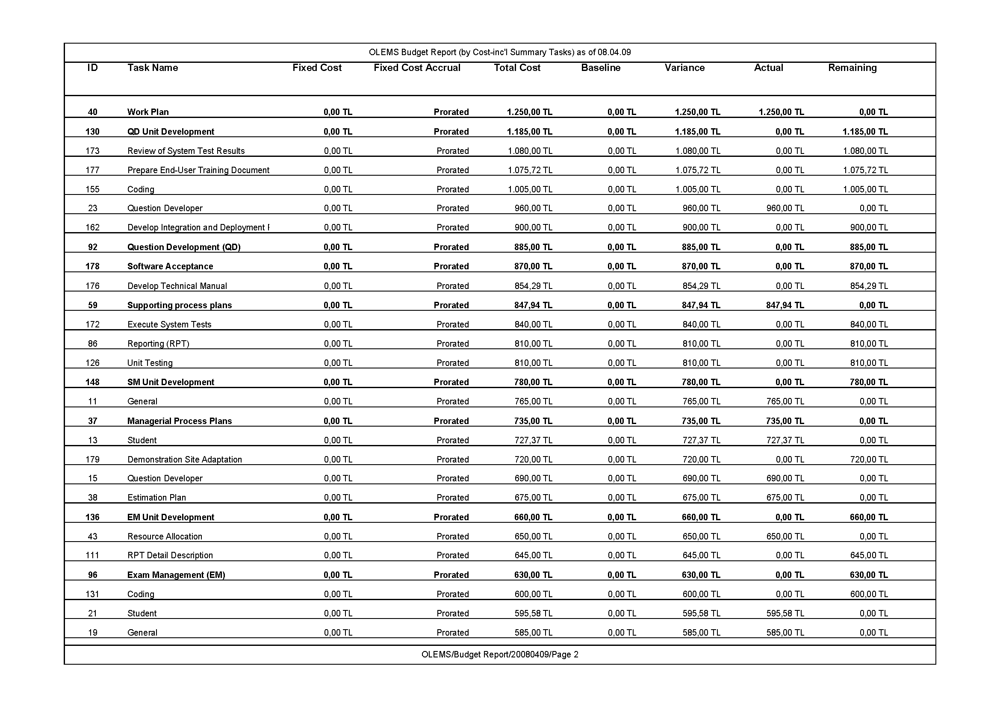 OLEMS Budget Report (by Cost-inc'l Summary Tasks) as of 08.04.09
ID Task Name Fixed Cost Fixed Cost Accrual Total Cost Baseline Variance Actual Remaining
40 Work Plan 0,00 TL Prorated 1.250,00 TL 0,00 TL 1.250,00 TL 1.250,00 TL 0,00 TL
130 QD Unit Development 0,00 TL Prorated 1.185,00 TL 0,00 TL 1.185,00 TL 0,00 TL 1.185,00 TL
173 Review of System Test Results 0,00 TL Prorated 1.080,00 TL 0,00 TL 1.080,00 TL 0,00 TL 1.080,00 TL
177 Prepare End-User Training Document 0,00 TL Prorated 1.075,72 TL 0,00 TL 1.075,72 TL 0,00 TL 1.075,72 TL
155 Coding 0,00 TL Prorated 1.005,00 TL 0,00 TL 1.005,00 TL 0,00 TL 1.005,00 TL
23 Question Developer 0,00 TL Prorated 960,00 TL 0,00 TL 960,00 TL 960,00 TL 0,00 TL
162 Develop Integration and Deployment 0,00 TL Prorated 900,00 TL 0,00 TL 900,00 TL 0,00 TL 900,00 TL
92 Question Development (QD) 0,00 TL Prorated 885,00 TL 0,00 TL 885,00 TL 0,00 TL 885,00 TL
178 Software Acceptance 0,00 TL Prorated 870,00 TL 0,00 TL 870,00 TL 0,00 TL 870,00 TL
176 Develop Technical Manual 0,00 TL Prorated 854,29 TL 0,00 TL 854,29 TL 0,00 TL 854,29 TL
59 Supporting process plans 0,00 TL Prorated 847,94 TL 0,00 TL 847,94 TL 847,94 TL 0,00 TL
172 Execute System Tests 0,00 TL Prorated 840,00 TL 0,00 TL 840,00 TL 0,00 TL 840,00 TL
86 Reporting (RPT) 0,00 TL Prorated 810,00 TL 0,00 TL 810,00 TL 0,00 TL 810,00 TL
126 Unit Testing 0,00 TL Prorated 810,00 TL 0,00 TL 810,00 TL 0,00 TL 810,00 TL
148 SM Unit Development 0,00 TL Prorated 780,00 TL 0,00 TL 780,00 TL 0,00 TL 780,00 TL
11 General 0,00 TL Prorated 765,00 TL 0,00 TL 765,00 TL 765,00 TL 0,00 TL
37 Managerial Process Plans 0,00 TL Prorated 735,00 TL 0,00 TL 735,00 TL 735,00 TL 0,00 TL
13 Student 0,00 TL Prorated 727,37 TL 0,00 TL 727,37 TL 727,37 TL 0,00 TL
179 Demonstration Site Adaptation 0,00 TL Prorated 720,00 TL 0,00 TL 720,00 TL 0,00 TL 720,00 TL
15 Question Developer 0,00 TL Prorated 690,00 TL 0,00 TL 690,00 TL 690,00 TL 0,00 TL
38 Estimation Plan 0,00 TL Prorated 675,00 TL 0,00 TL 675,00 TL 675,00 TL 0,00 TL
136 EM Unit Development 0,00 TL Prorated 660,00 TL 0,00 TL 660,00 TL 0,00 TL 660,00 TL
43 Resource Allocation 0,00 TL Prorated 650,00 TL 0,00 TL 650,00 TL 650,00 TL 0,00 TL
111 RPT Detail Description 0,00 TL Prorated 645,00 TL 0,00 TL 645,00 TL 0,00 TL 645,00 TL
96 Exam Management (EM) 0,00 TL Prorated 630,00 TL 0,00 TL 630,00 TL 0,00 TL 630,00 TL
131 Coding 0,00 TL Prorated 600,00 TL 0,00 TL 600,00 TL 0,00 TL 600,00 TL
21 Student 0,00 TL Prorated 595,58 TL 0,00 TL 595,58 TL 595,58 TL 0,00 TL
19 General 0,00 TL Prorated 585,00 TL 0,00 TL 585,00 TL 585,00 TL 0,00 TL
OLEMS/Budget Report/20080409/Page 2